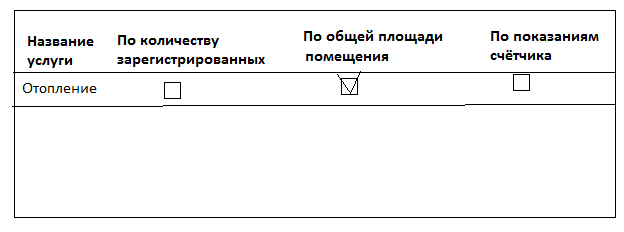 Название
услуги
По количеству
зарегистрированных
По общей площади
помещения
По показаниям
счётчика
Отопление